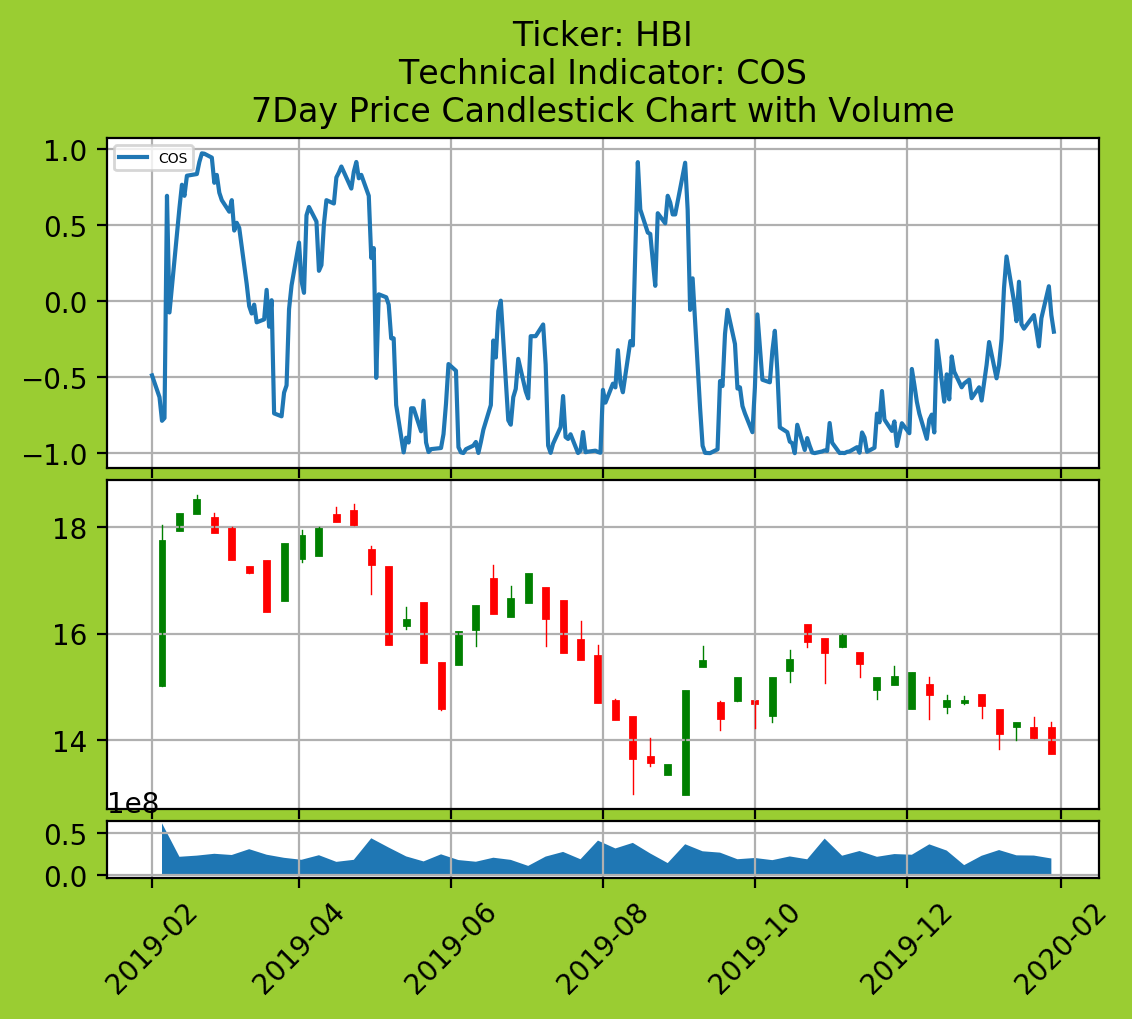 Ticker: HBI
Technical Indicator: COS
7Day Price Candlestick Chart with Volume
COS
1.0
0.5
0.0
−0.5
−1.0
18
16
14
1e8
0.5
0.0
2019-02 2019-04 2019-06 2019-08 2019-10 2019-12 2020-02